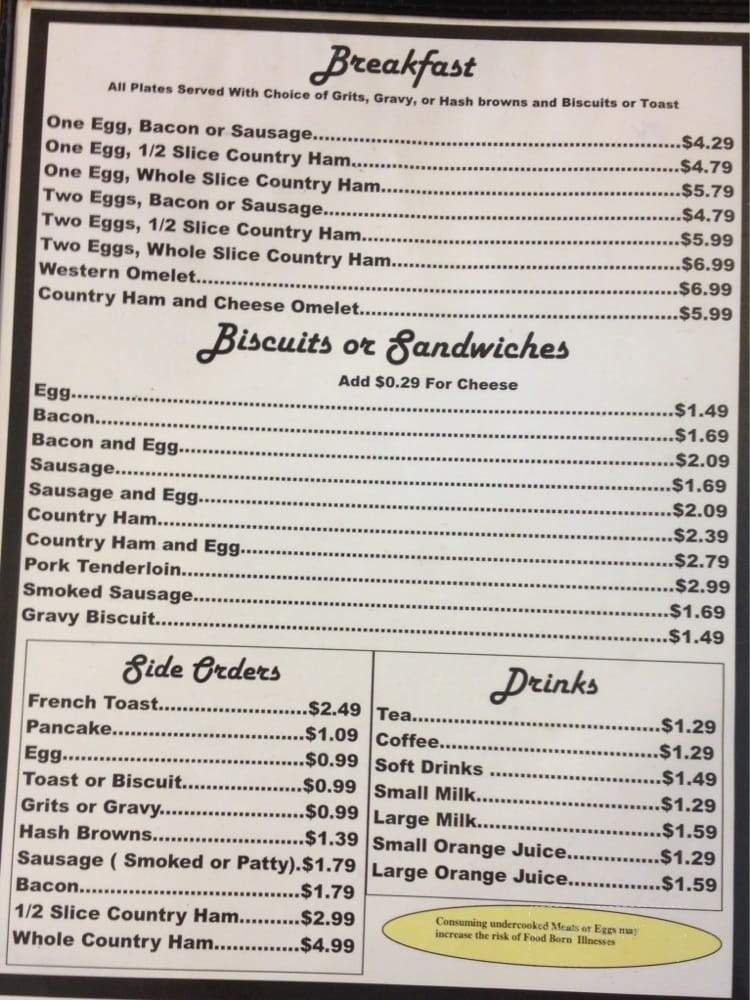 Breakfast
All Plates Served With Choice of Grits, Gravy, or Hash browns and Biscuits or Toast
One Egg, Bacon or Sausage..................................................$4.29
One Egg, 1/2 Slice Country Ham.............................................$4.79
One Egg, Whole Slice Country Ham.........................................$5.79
Two Eggs, Bacon or Sausage.................................................$4.79
Two Eggs, 1/2 Slice Country Ham...........................................$5.99
Two Eggs, Whole Slice Country Ham.......................................$6.99
Western Omelet.................................................................$6.99
Country Ham and Cheese Omelet...........................................$5.99
Biscuits or Sandwiches
Add $0.29 For Cheese
Egg..................................................................................$1.49
Bacon...............................................................................$1.69
Bacon and Egg...................................................................$2.09
Sausage............................................................................$1.69
Sausage and Egg................................................................$2.09
Country Ham......................................................................$2.39
Country Ham and Egg..........................................................$2.79
Pork Tenderloin..................................................................$2.99
Smoked Sausage................................................................$1.69
Gravy Biscuit......................................................................$1.49
Side Orders
French Toast....................$2.49
Pancake...........................$1.09
Egg..................................$0.99
Toast or Biscuit................$0.99
Grits or Gravy...................$0.99
Hash Browns....................$1.39
Sausage ( Smoked or Patty).$1.79
Bacon..............................$1.79
1/2 Slice Country Ham..........$2.99
Whole Country Ham..............$4.99
Drinks
Tea..................................$1.29
Coffee..............................$1.29
Soft Drinks .......................$1.49
Small Milk.........................$1.29
Large Milk.........................$1.59
Small Orange Juice.............$1.29
Large Orange Juice.............$1.59
Consuming undercooked Meats or Eggs may
increase the risk of Food Born Illnesses